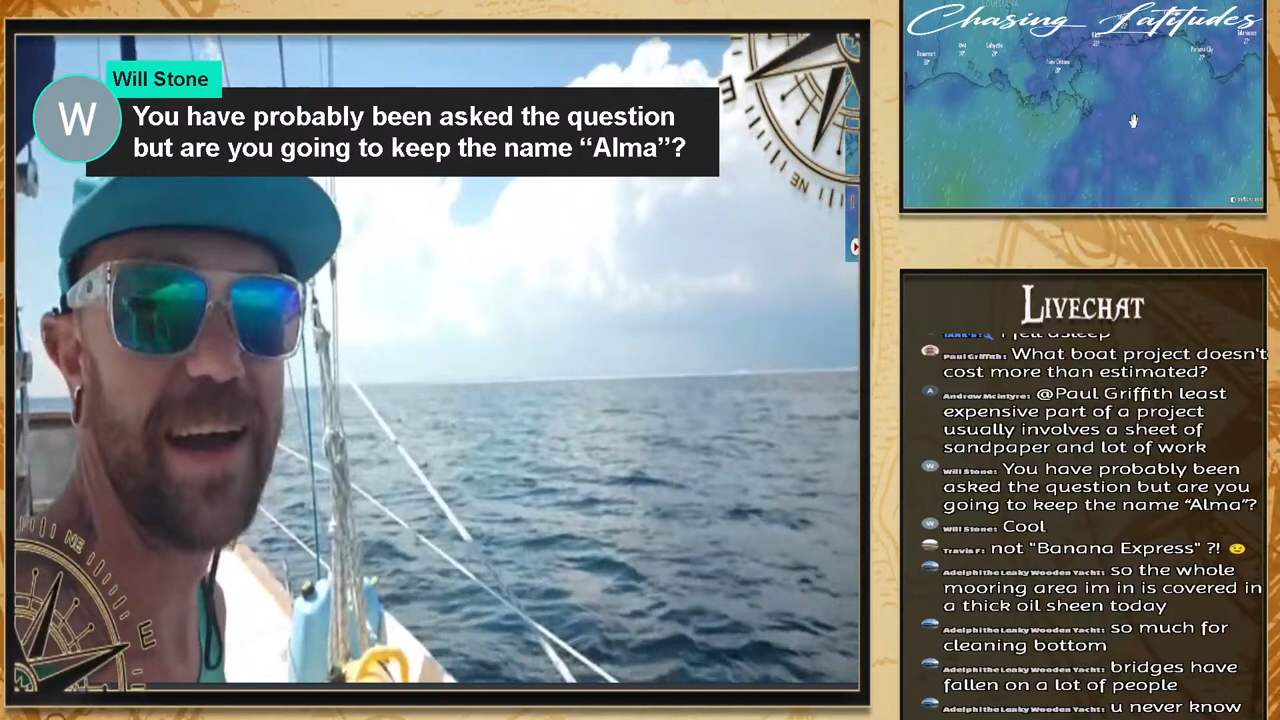 Chasing Latitudes
Will Stone
W
You have probably been asked the question
but are you going to keep the name “Alma”?
E
NE
New Orleans
NE
E
LIVECHAT
I fell asleep
Paul Griffith: What boat project doesn't
cost more than estimated?
A
Andrew McIntyre: @Paul Griffith least
expensive part of a project
usually involves a sheet of
sandpaper and lot of work
W
Will Stone: You have probably been
asked the question but are you
going to keep the name “Alma”?
W
Will Stone: Cool
Travis F: not "Banana Express" ?!
Adelphi the Leaky Wooden Yacht: so the whole
mooring area im in is covered in
a thick oil sheen today
Adelphi the Leaky Wooden Yacht: so much for
cleaning bottom
Adelphi the Leaky Wooden Yacht: bridges have
fallen on a lot of people
Adelphi the Leaky Wooden Yacht: u never know